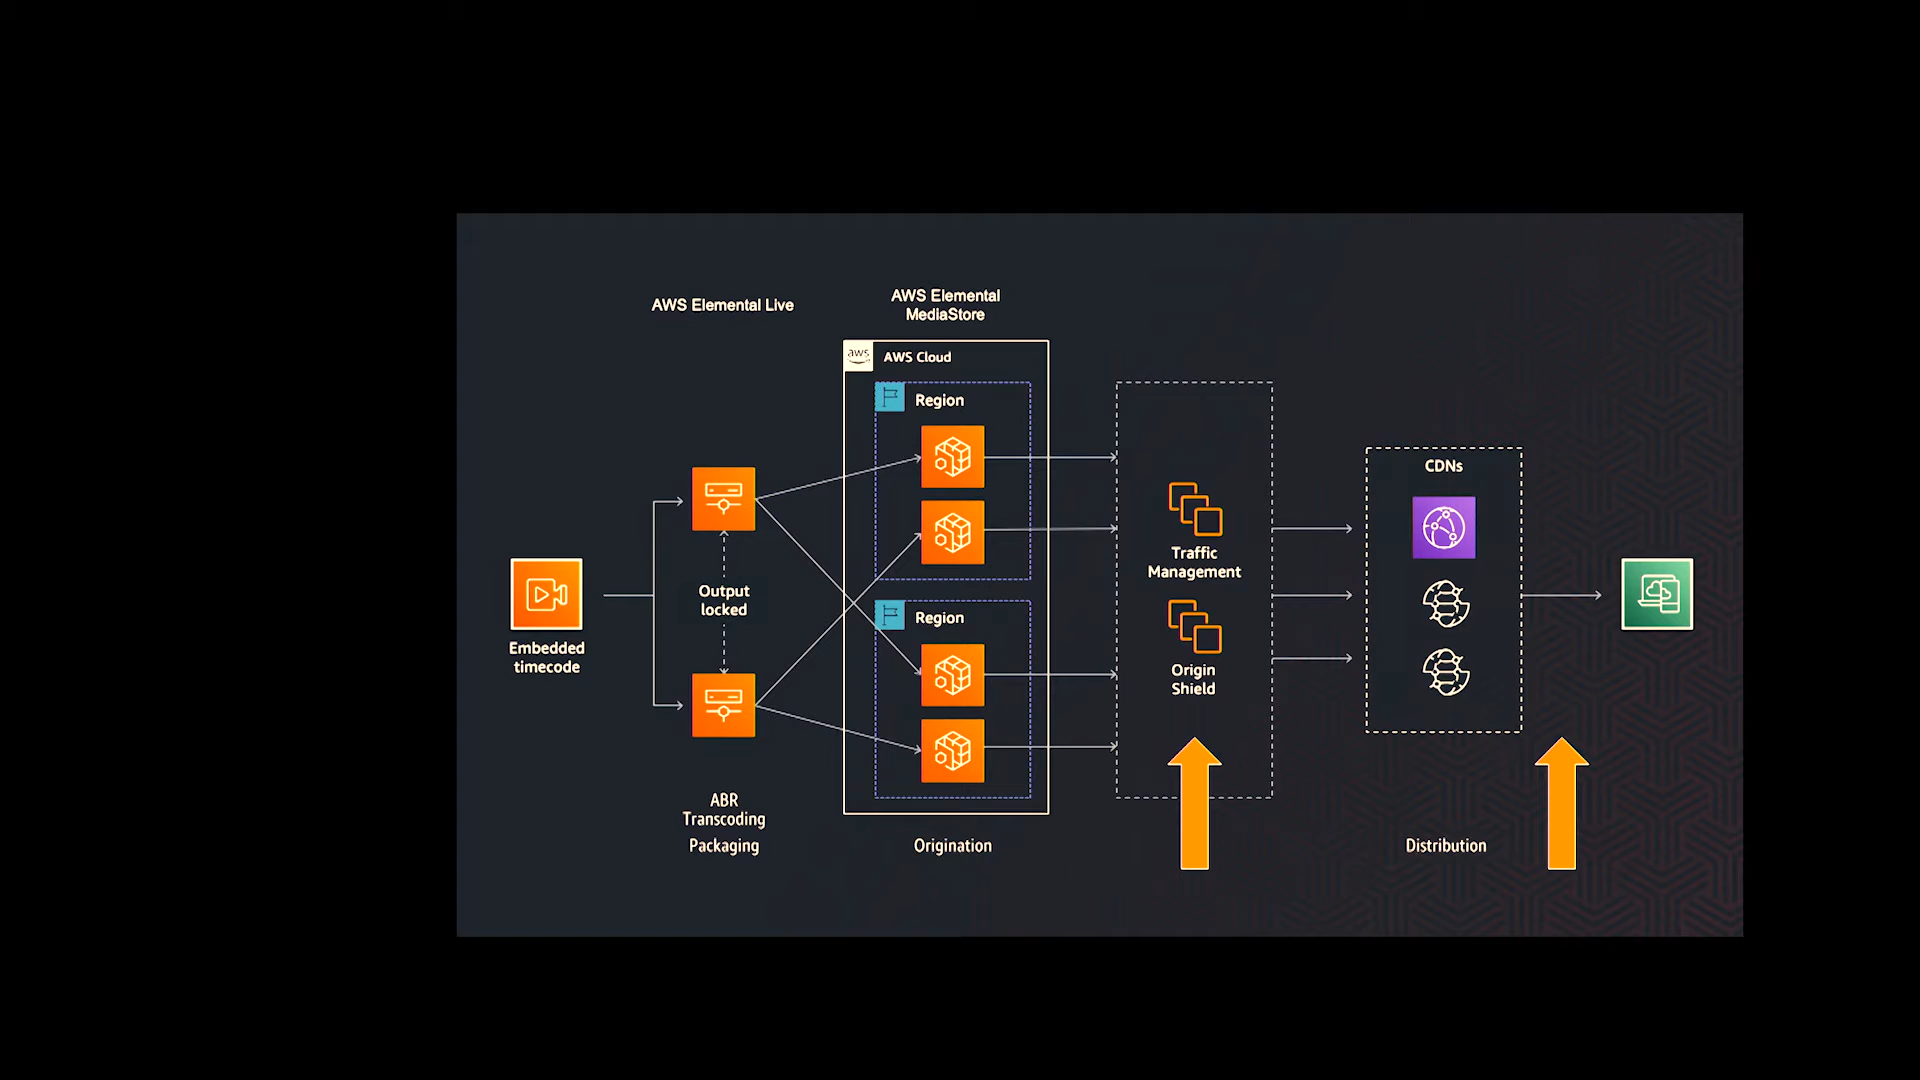 AWS Elemental Live
AWS Elemental
MediaStore
aws
AWS Cloud
Region
Region
Embedded
timecode
Output
locked
ABR
Transcoding
Packaging
Origination
Traffic
Management
Origin
Shield
CDNs
Distribution